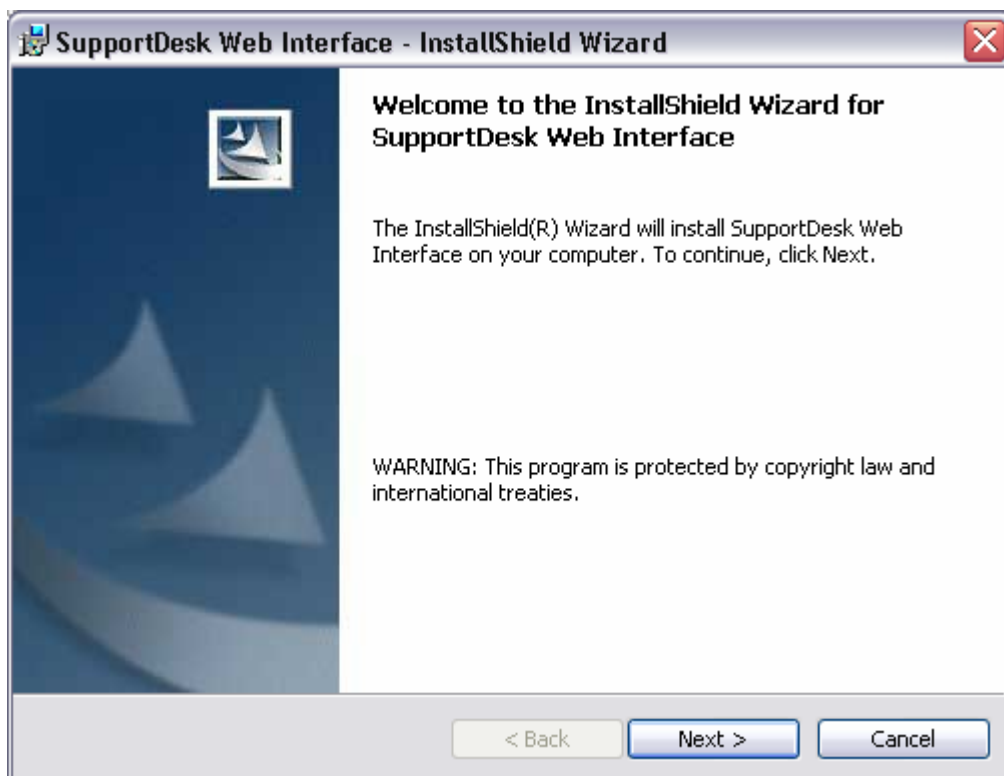 SupportDesk Web Interface - InstallShield Wizard
Welcome to the InstallShield Wizard for
SupportDesk Web Interface
The InstallShield(R) Wizard will install SupportDesk Web
Interface on your computer. To continue, click Next.
WARNING: This program is protected by copyright law and
international treaties.
< Back
Next >
Cancel